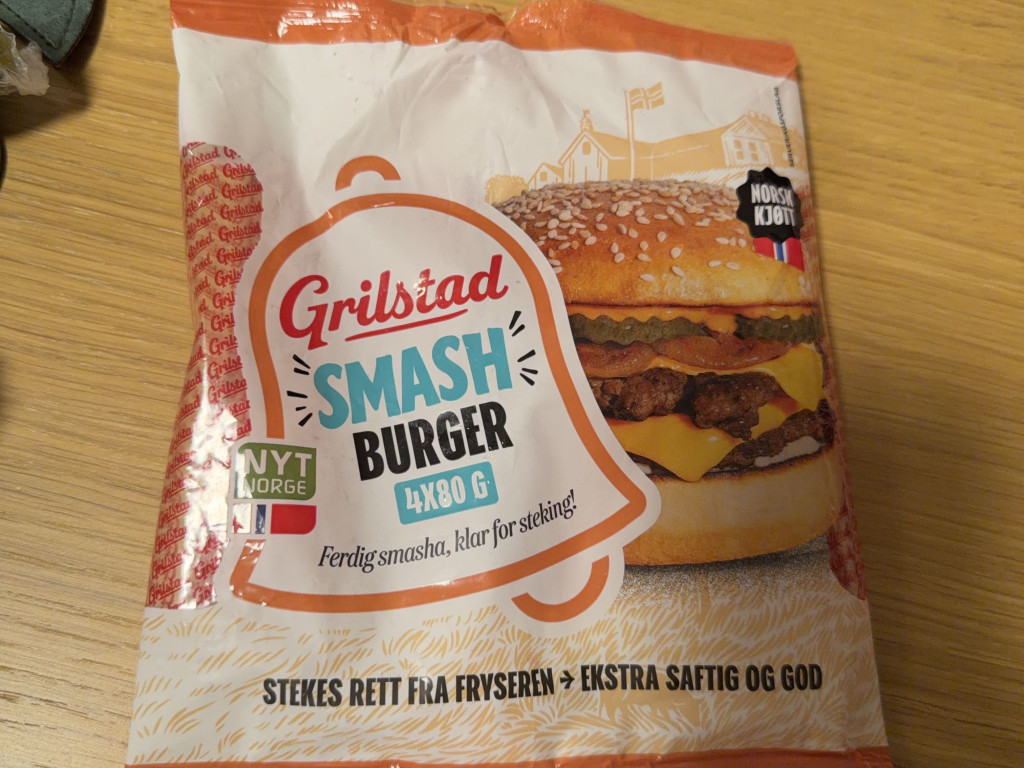 NORSK
KJØTT
Grilstad
SMASH
BURGER
4X80 G
NYT
NORGE
Ferdig smasha, klar for steking!
STEKES RETT FRA FRYSEREN → EKSTRA SAFTIG OG GOD